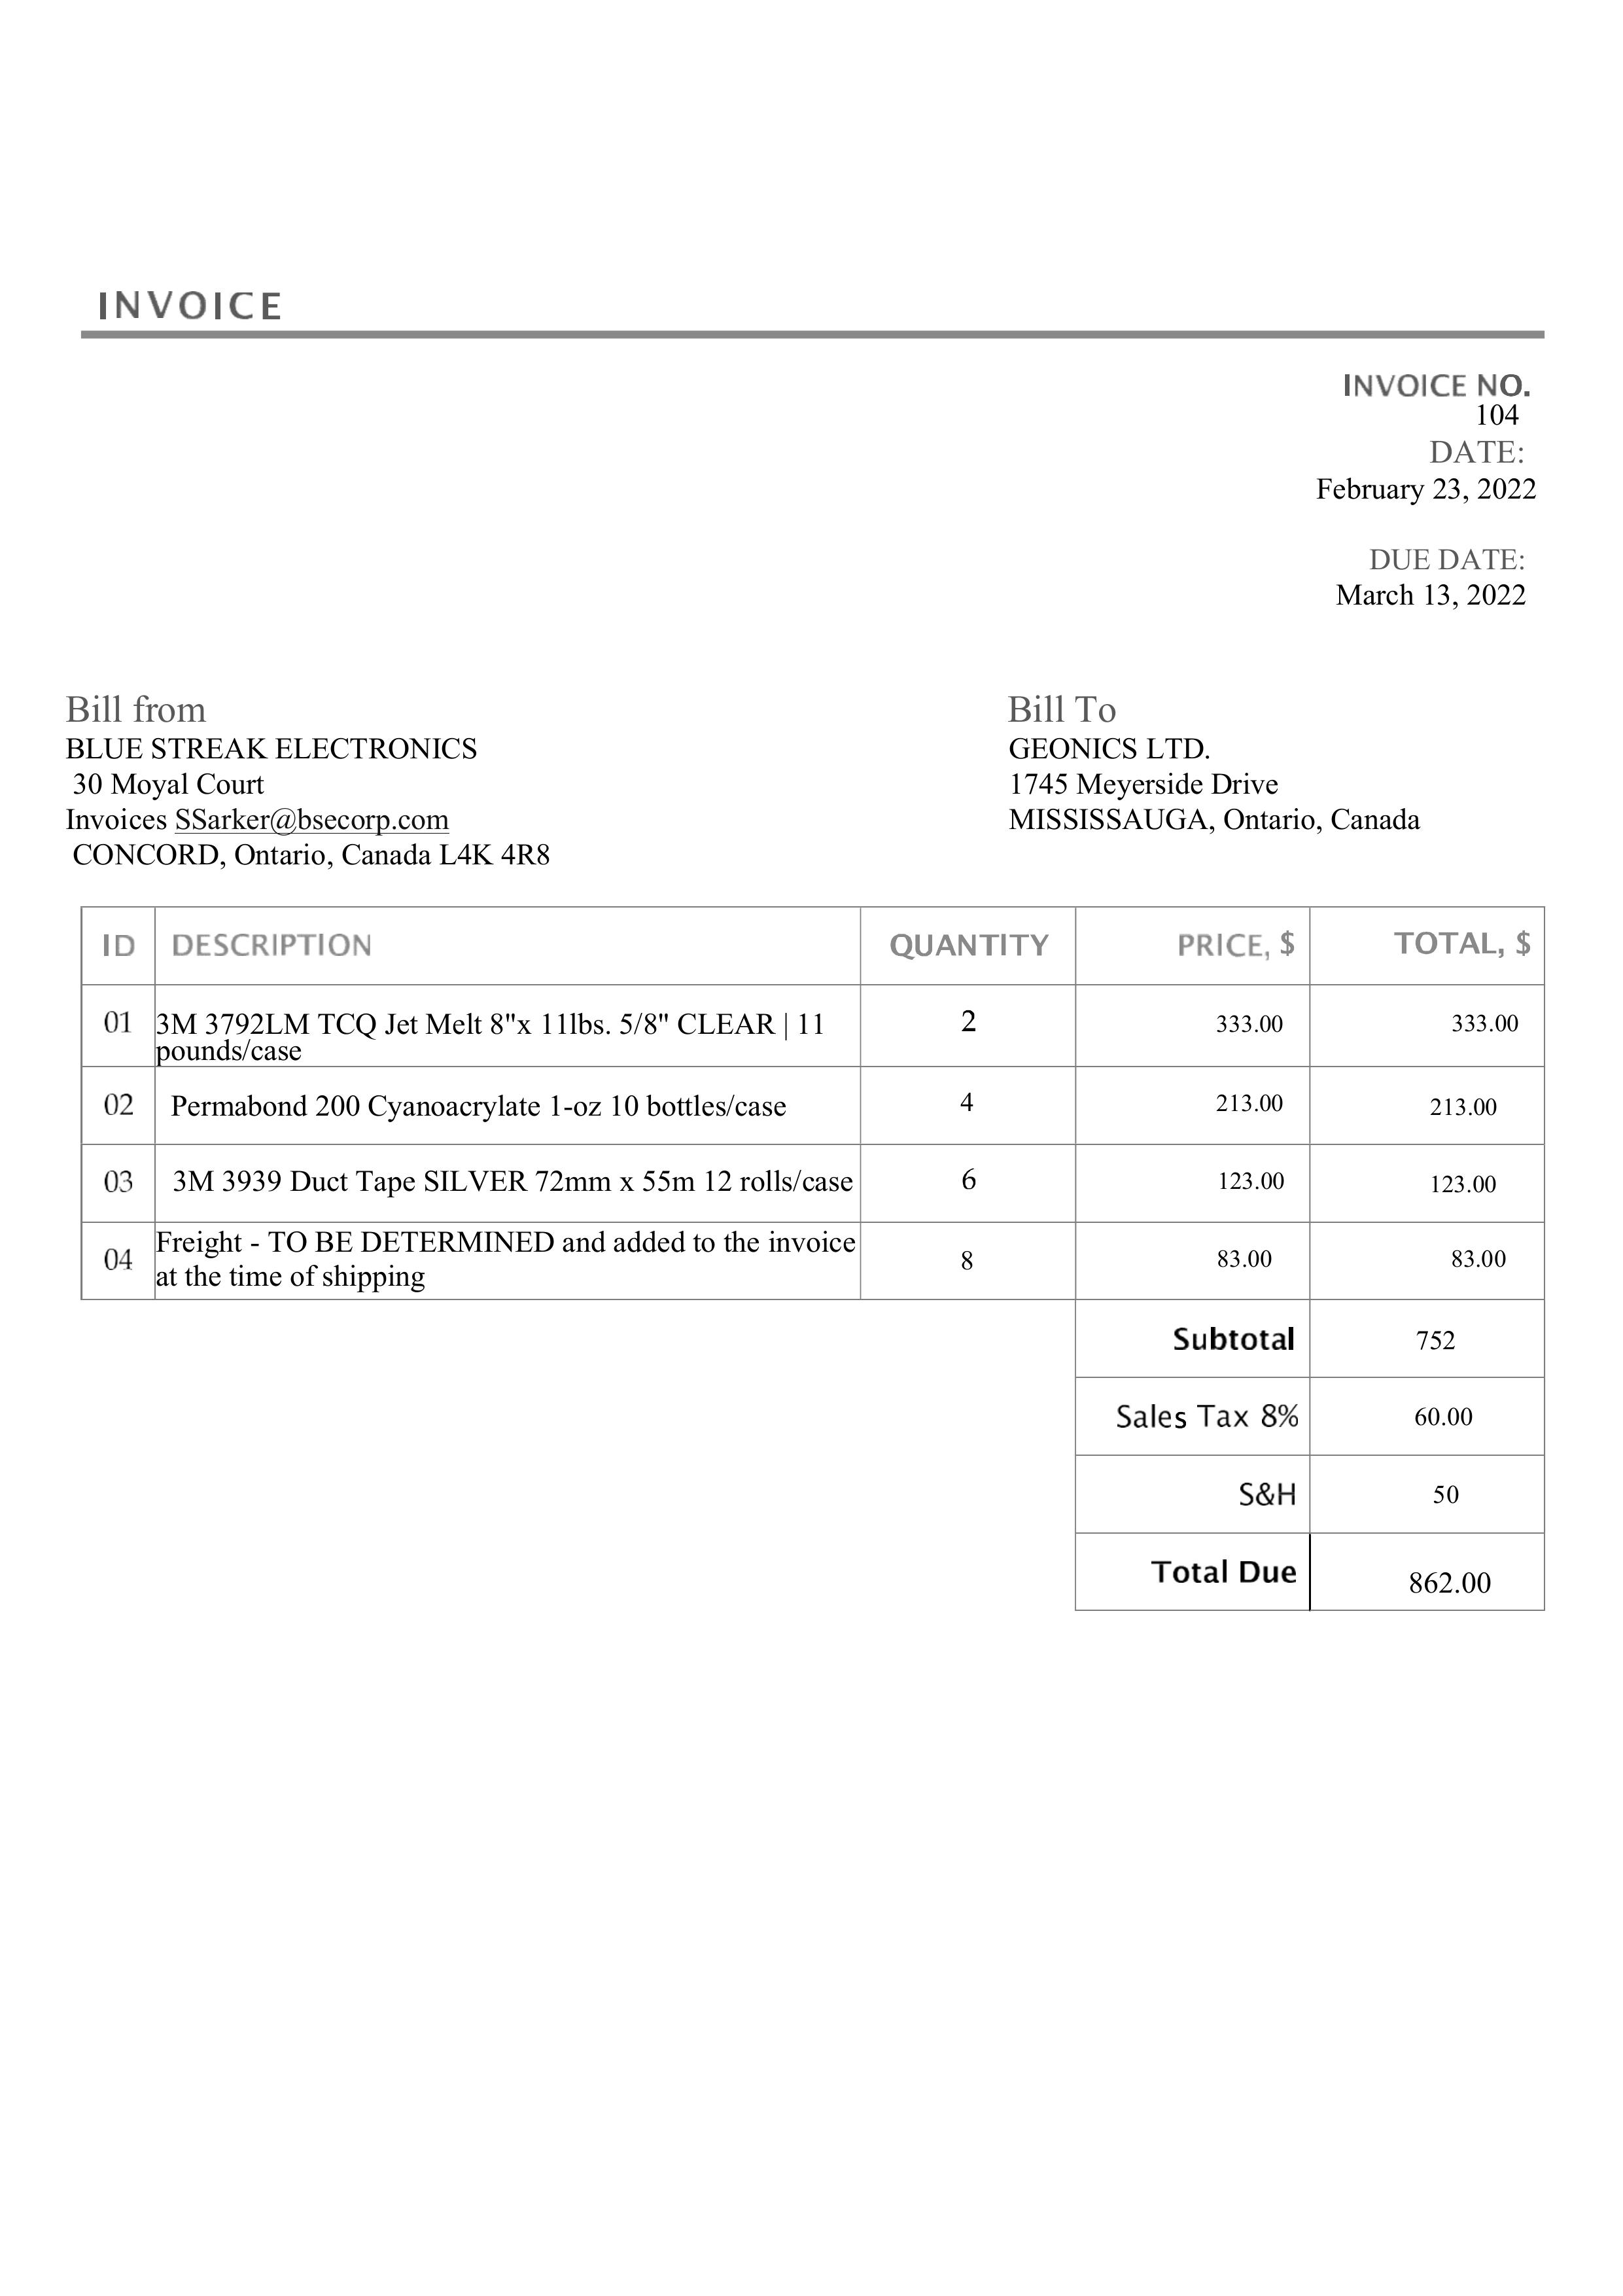 INVOICE
INVOICE NO.
104
DATE:
February 23, 2022
DUE DATE:
March 13, 2022
Bill from
BLUE STREAK ELECTRONICS
30 Moyal Court
Invoices SSarker@bsecorp.com
CONCORD, Ontario, Canada L4K 4R8
Bill To
GEONICS LTD.
1745 Meyerside Drive
MISSISSAUGA, Ontario, Canada
ID DESCRIPTION QUANTITY PRICE, $ TOTAL, $
01 3M 3792LM TCQ Jet Melt 8"x 11lbs. 5/8" CLEAR | 11 2 333.00 333.00
pounds/case
02 Permabond 200 Cyanoacrylate 1-oz 10 bottles/case 4 213.00 213.00
03 3M 3939 Duct Tape SILVER 72mm x 55m 12 rolls/case 6 123.00 123.00
04 Freight - TO BE DETERMINED and added to the invoice 8 83.00 83.00
at the time of shipping
Subtotal 752
Sales Tax 8% 60.00
S&H 50
Total Due 862.00